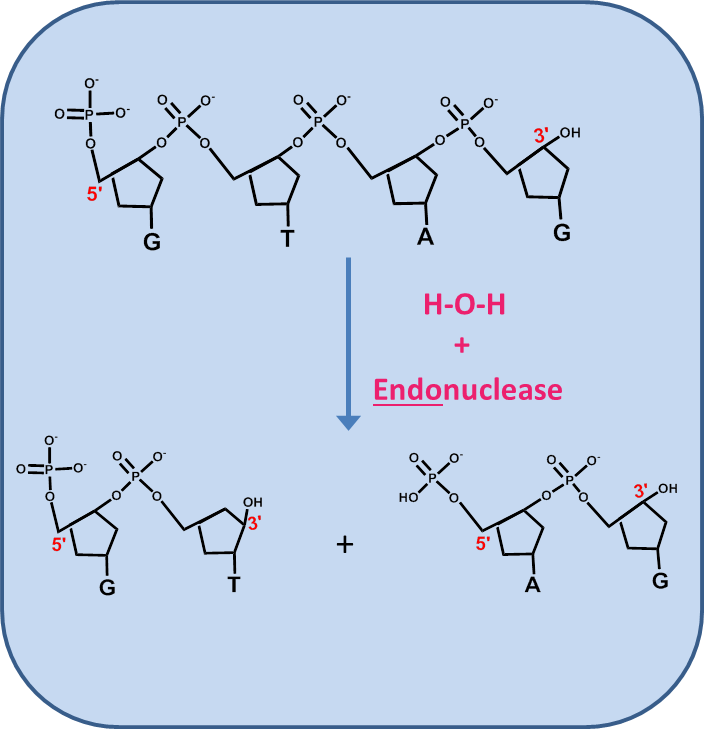 O⁻
O=P-O⁻
O
O
P
O⁻
O
O
O
P
O⁻
O
O
O
P
O⁻
O
O
3' OH
5'
G
T
A
G
H-O-H
+
Endonuclease
O⁻
O=P-O⁻
O
O
P
O⁻
O
O
OH
3'
5'
G
T
+
O
P
O⁻
HO
O
O
P
O⁻
O
O
3' OH
5'
A
G